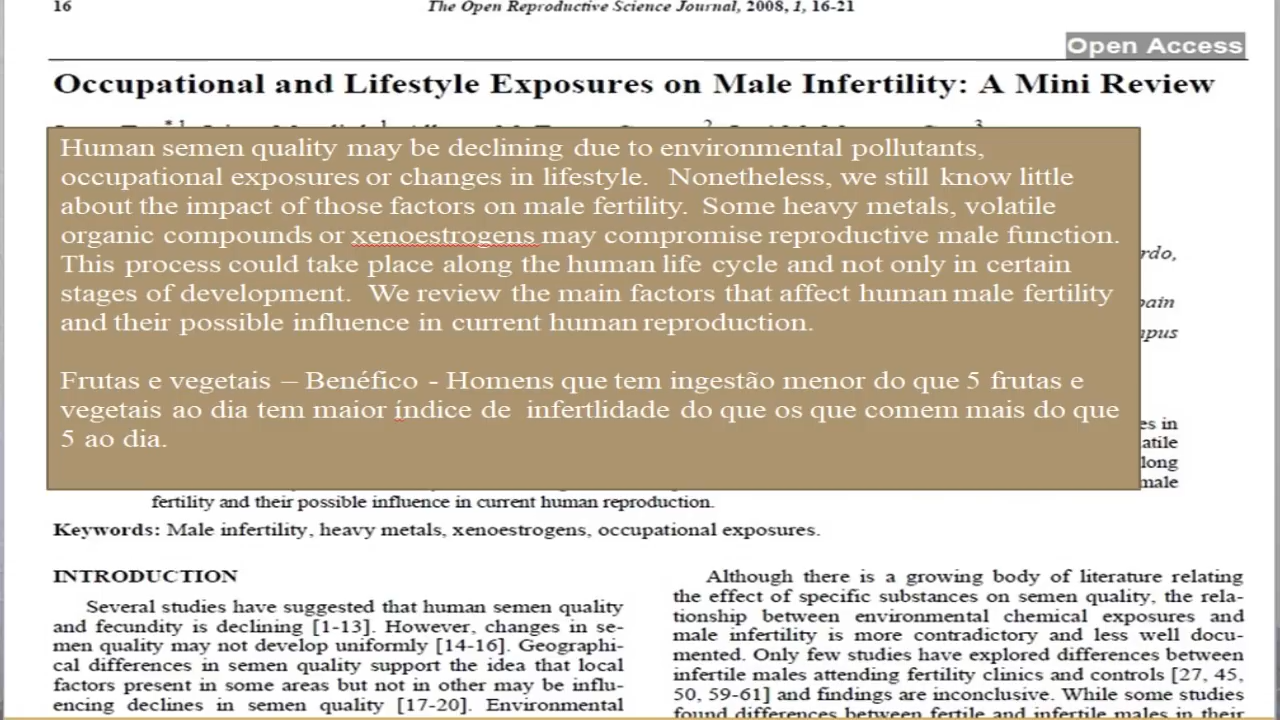 16
The Open Reproductive Science Journal, 2008, 1, 16-21
Open Access
Occupational and Lifestyle Exposures on Male Infertility: A Mini Review
Human semen quality may be declining due to environmental pollutants,
occupational exposures or changes in lifestyle. Nonetheless, we still know little
about the impact of those factors on male fertility. Some heavy metals, volatile
organic compounds or xenoestrogens may compromise reproductive male function.
This process could take place along the human life cycle and not only in certain
stages of development. We review the main factors that affect human male fertility
and their possible influence in current human reproduction.
Frutas e vegetais – Benéfico - Homens que tem ingestão menor do que 5 frutas e
vegetais ao dia tem maior índice de infertlidade do que os que comem mais do que
5 ao dia.
rdo,
pain
npus
es in
atile
long
male
fertility and their possible influence in current human reproduction.
Keywords: Male infertility, heavy metals, xenoestrogens, occupational exposures.
INTRODUCTION
Several studies have suggested that human semen quality
and fecundity is declining [1-13]. However, changes in se-
men quality may not develop uniformly [14-16]. Geographi-
cal differences in semen quality support the idea that local
factors present in some areas but not in other may be influ-
encing declines in semen quality [17-20]. Environmental
Although there is a growing body of literature relating
the effect of specific substances on semen quality, the rela-
tionship between environmental chemical exposures and
male infertility is more contradictory and less well docu-
mented. Only few studies have explored differences between
infertile males attending fertility clinics and controls [27, 45,
50, 59-61] and findings are inconclusive. While some studies
found differences between fertile and infertile males in their